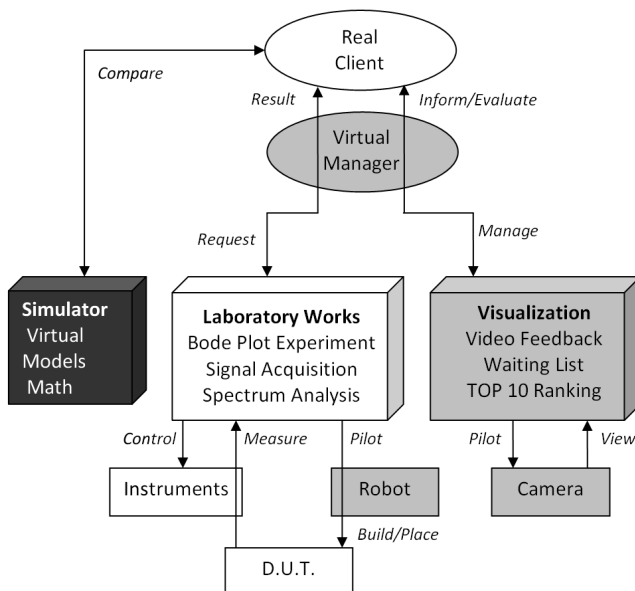 Real
Client
Compare
Result
Inform/Evaluate
Virtual
Manager
Request
Manage
Simulator
Virtual
Models
Math
Laboratory Works
Bode Plot Experiment
Signal Acquisition
Spectrum Analysis
Visualization
Video Feedback
Waiting List
TOP 10 Ranking
Control
Measure
Pilot
Pilot
View
Instruments
Robot
Camera
Build/Place
D.U.T.